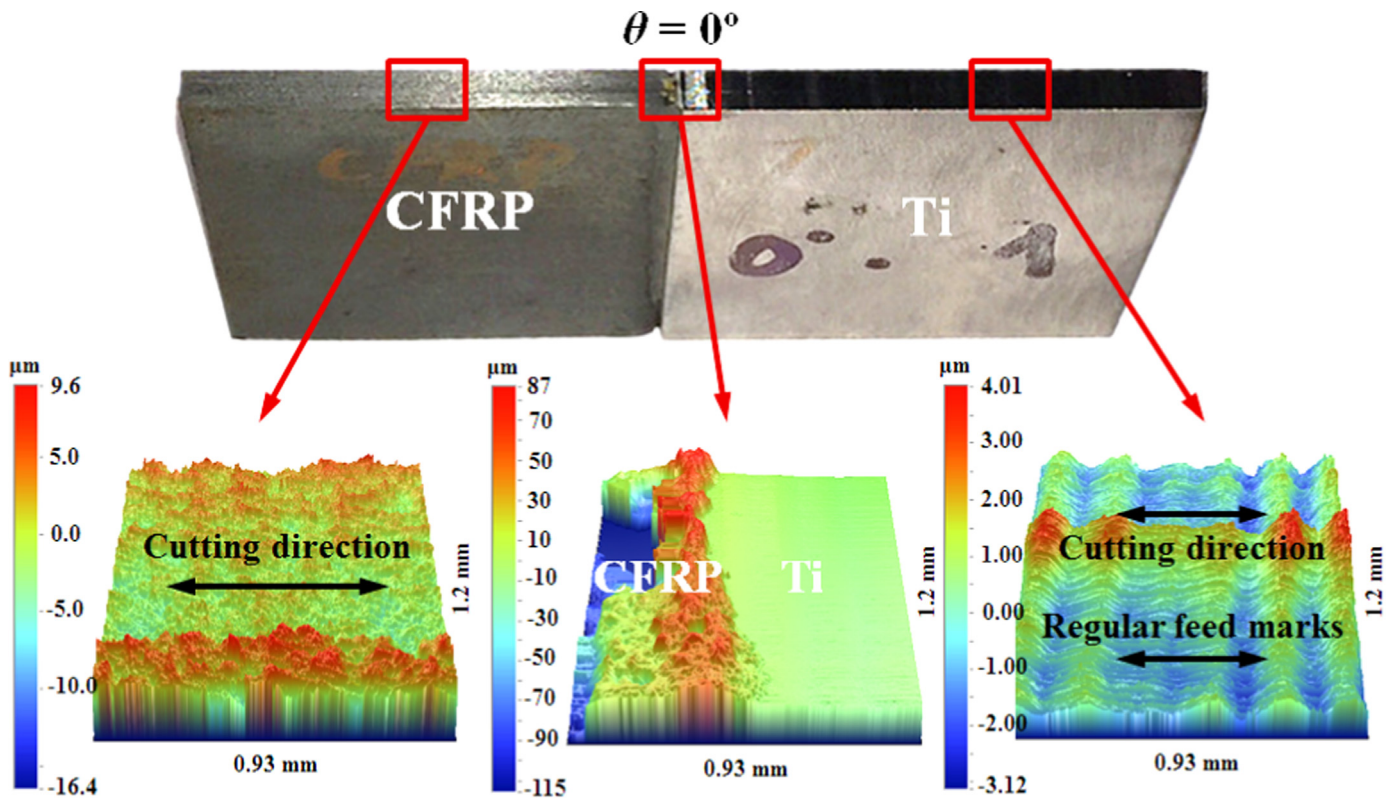 θ = 0°
CFRP
CFRP
Ti
0 1
µm
9.6
5.0
0.0
-5.0
-10.0
-16.4
Cutting direction
1.2 mm
0.93 mm
µm
87
70
50
30
10
-10
-30
-50
-70
-90
-115
CFRP
Ti
1.2 mm
0.93 mm
µm
4.01
3.00
2.00
1.00
0.00
-1.00
-2.00
-3.12
Cutting direction
Regular feed marks
1.2 mm
0.93 mm